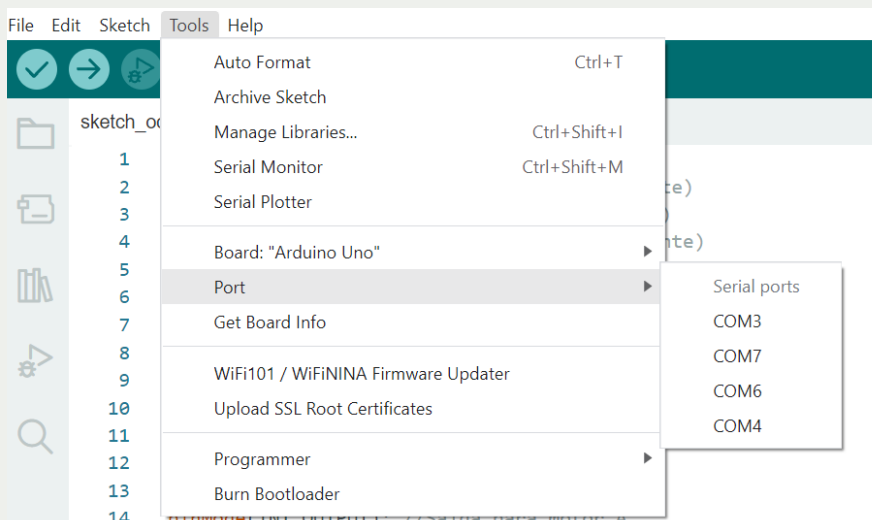 File Edit Sketch Tools Help
Auto Format Ctrl+T
Archive Sketch
Manage Libraries... Ctrl+Shift+I
Serial Monitor Ctrl+Shift+M
Serial Plotter
Board: "Arduino Uno"
Port
Get Board Info
WiFi101 / WiFiNINA Firmware Updater
Upload SSL Root Certificates
Programmer
Burn Bootloader
Serial ports
COM3
COM7
COM6
COM4
1
2
3
4
5
6
7
8
9
10
11
12
13
14